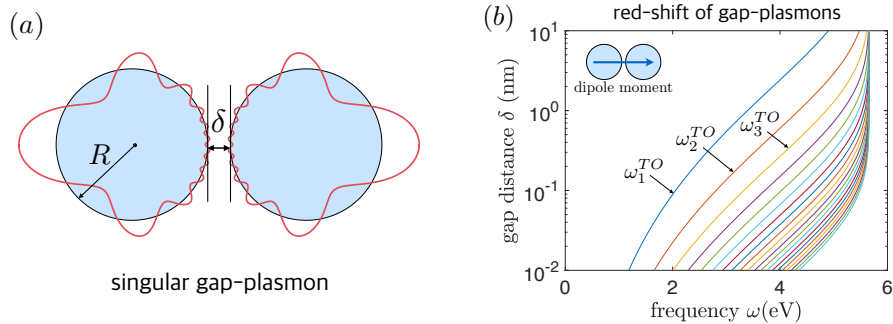 (a)
δ
R
singular gap-plasmon
(b)
red-shift of gap-plasmons
gap distance δ (nm)
10^1
10^0
10^-1
10^-2
dipole moment
ω_1^{TO}
ω_2^{TO}
ω_3^{TO}
0
2
4
6
frequency ω(eV)